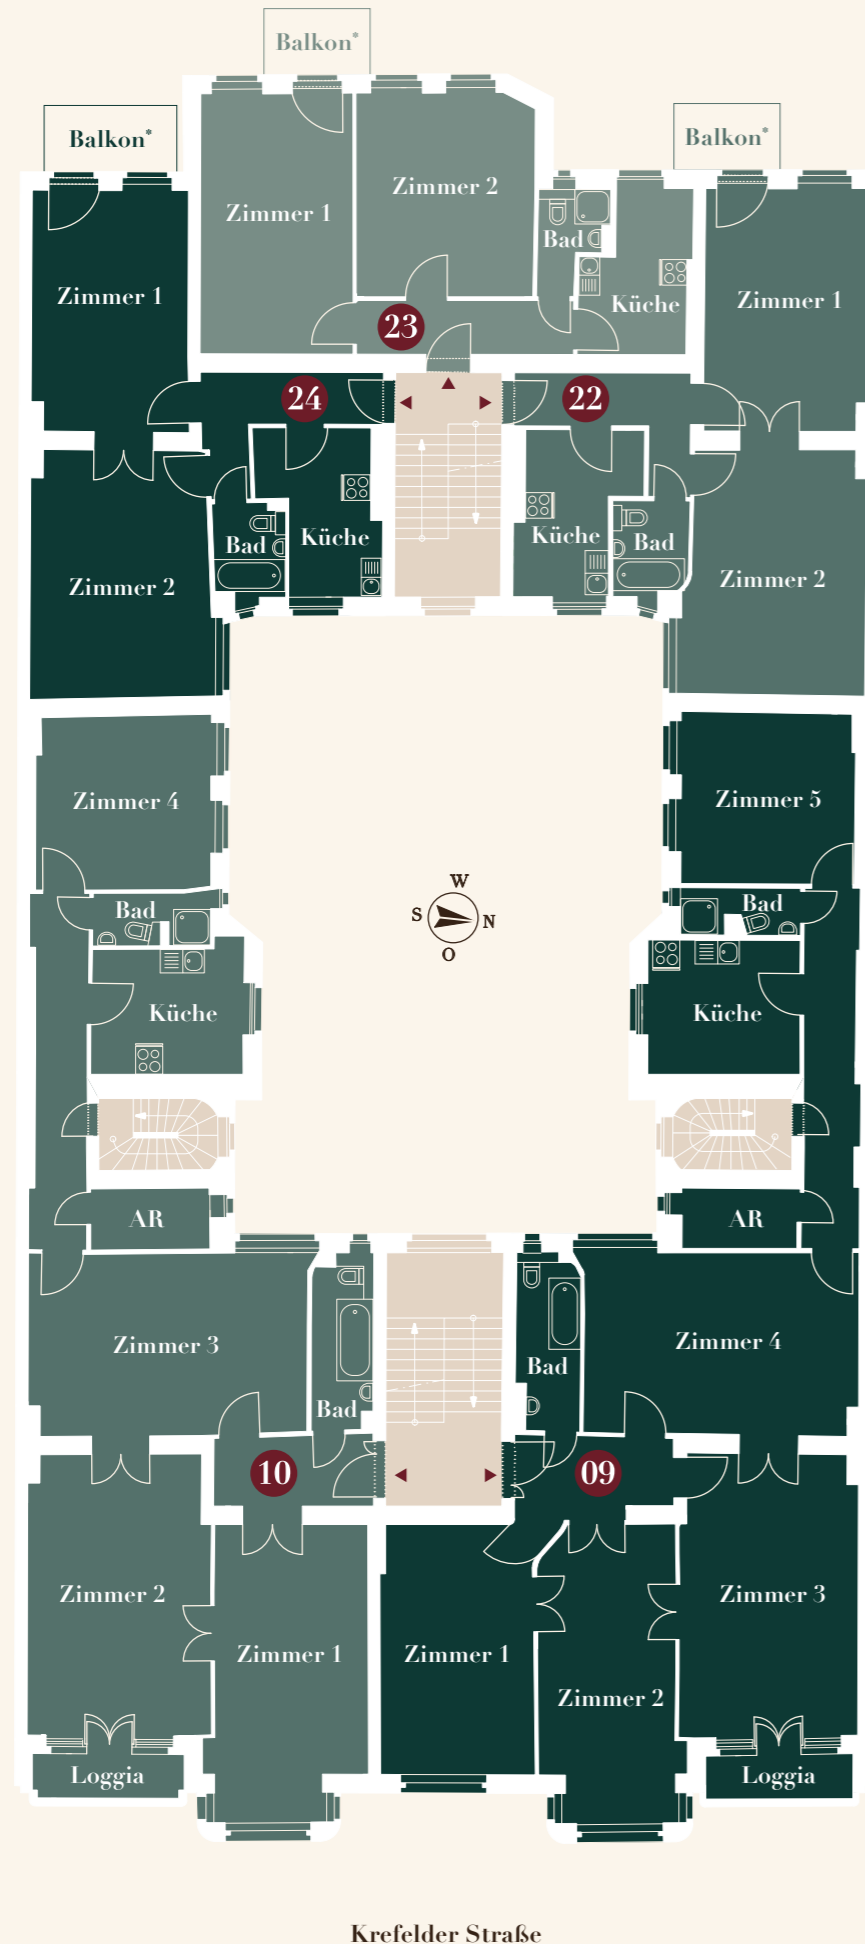 Balkon*
Balkon*
Balkon*
Zimmer 1
Zimmer 2
Bad
Küche
Zimmer 1
Zimmer 1
23
24
22
Zimmer 2
Bad
Küche
Küche
Bad
Zimmer 2
Zimmer 4
Zimmer 5
Bad
W
S
N
O
Bad
Küche
Küche
AR
AR
Zimmer 3
Bad
Bad
Zimmer 4
10
09
Zimmer 2
Zimmer 1
Zimmer 1
Zimmer 2
Zimmer 3
Loggia
Loggia
Krefelder Straße